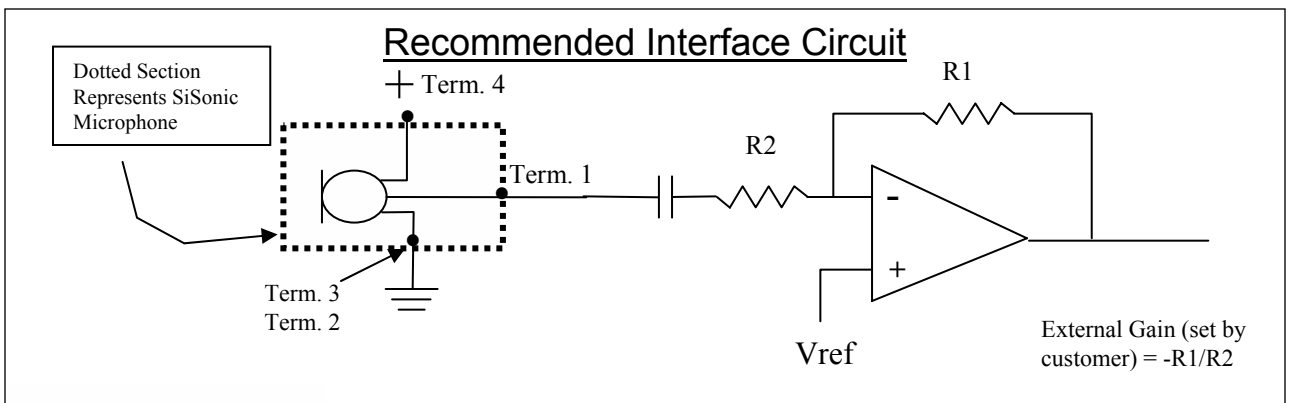 Recommended Interface Circuit
Dotted Section
Represents SiSonic
Microphone
+ Term. 4
R1
R2
Term. 1
-
+
Term. 3
Term. 2
Vref
External Gain (set by
customer) = -R1/R2